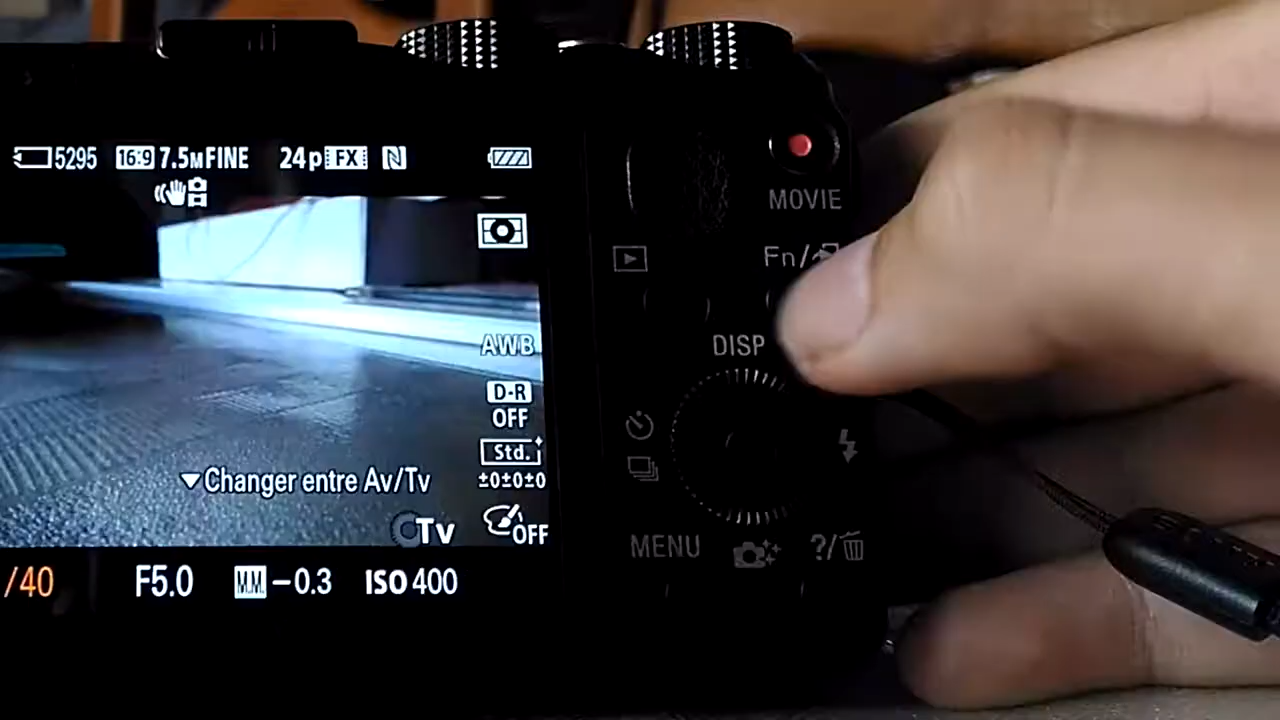 5295 16:9 7.5M FINE 24p FX N
MOVIE
Fn/
DISP
AWB
D-R
OFF
Std.
±0±0±0
Changer entre Av/Tv
Tv OFF
MENU ?/
/40 F5.0 M.M. −0.3 ISO 400